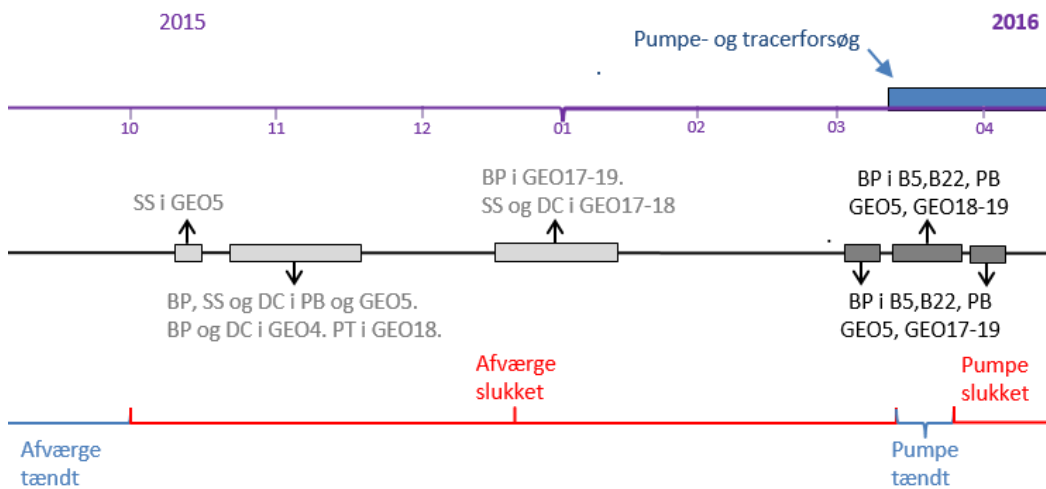 2015
2016
Pumpe- og tracerforsøg
10
11
12
01
02
03
04
SS i GEO5
BP i GEO17-19.
SS og DC i GEO17-18
BP i B5,B22, PB
GEO5, GEO18-19
BP, SS og DC i PB og GEO5.
BP og DC i GEO4. PT i GEO18.
BP i B5,B22, PB
GEO5, GEO17-19
Afværge
slukket
Pumpe
slukket
Afværge
tændt
Pumpe
tændt